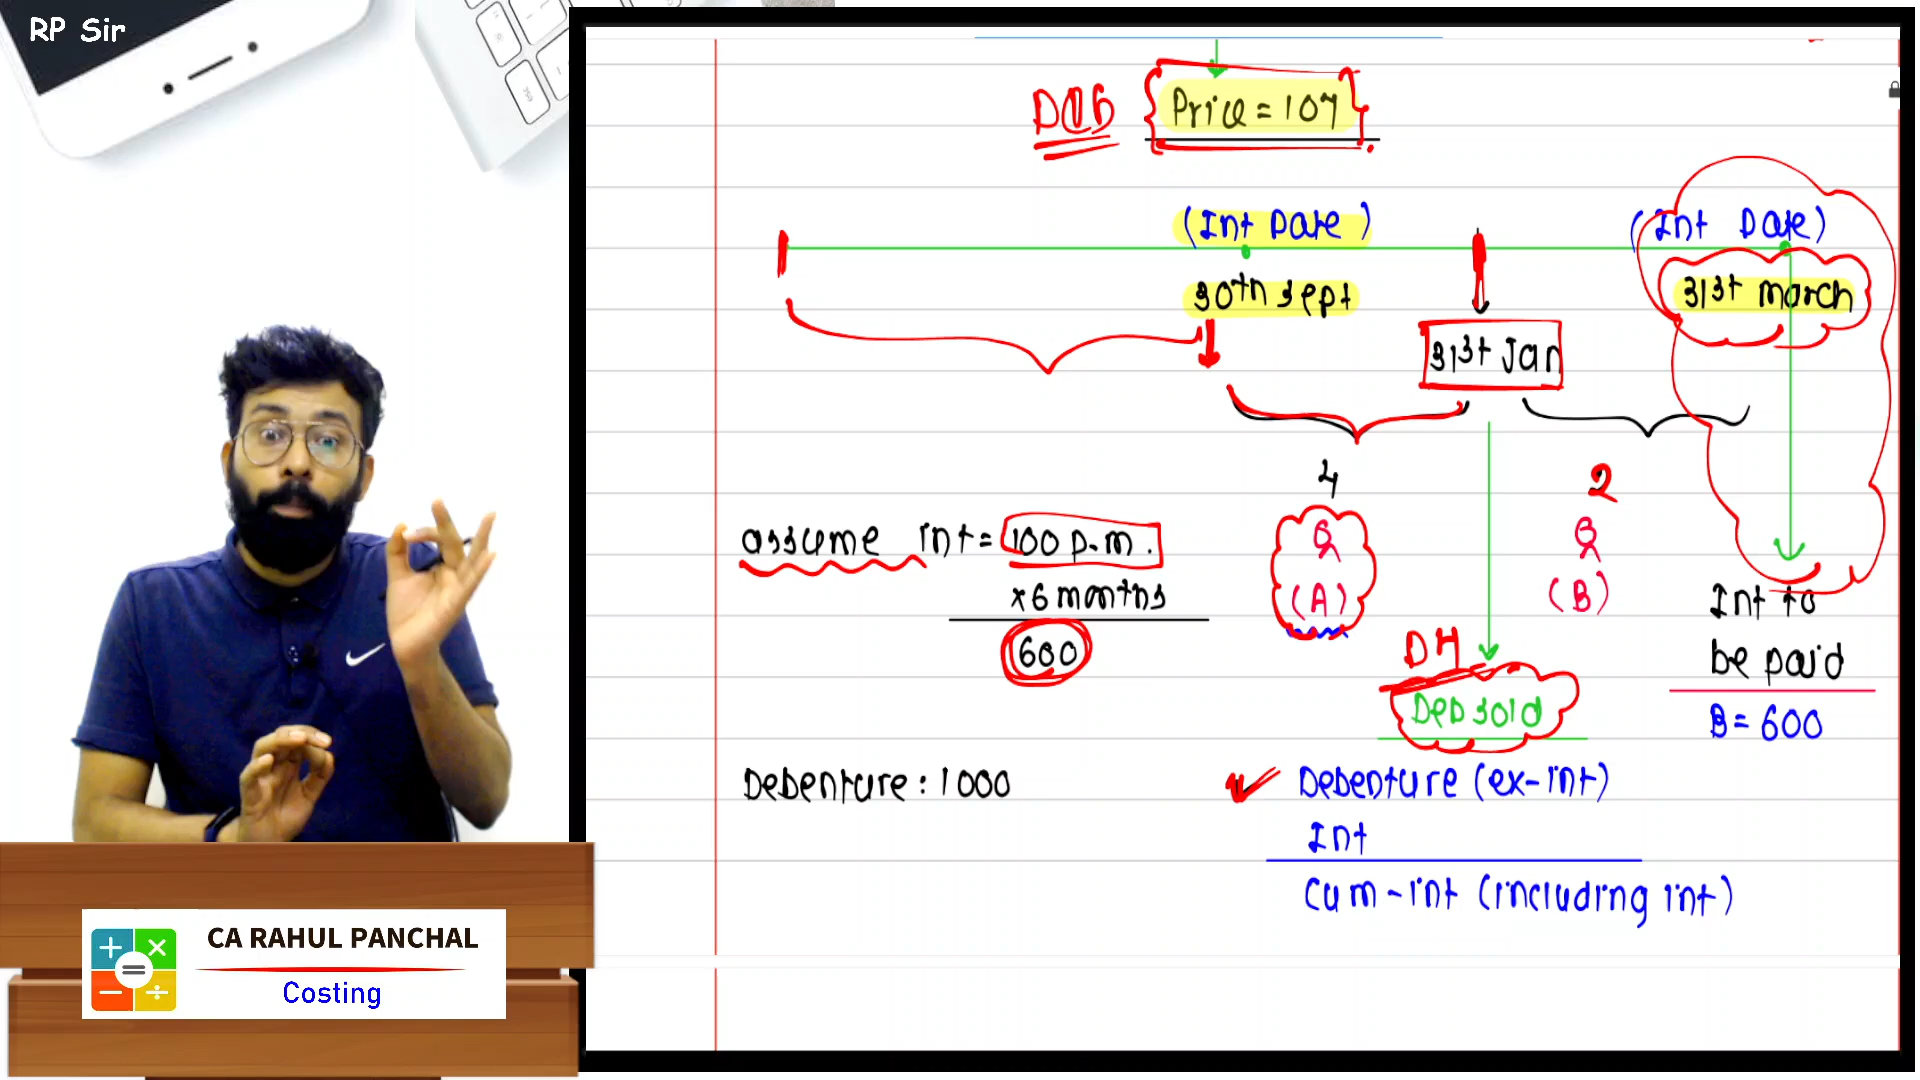 RP Sir
Price = 107
(Int Date)
(Int Date)
30th sept
31st march
31st Jan
4
2
assume int = 100 p.m.
x 6 months
600
(A)
(B)
Int to
be paid
B = 600
DH
Deb sold
Debenture : 1000
Debenture (ex-int)
Int
Cum-int (including int)
CA RAHUL PANCHAL
Costing